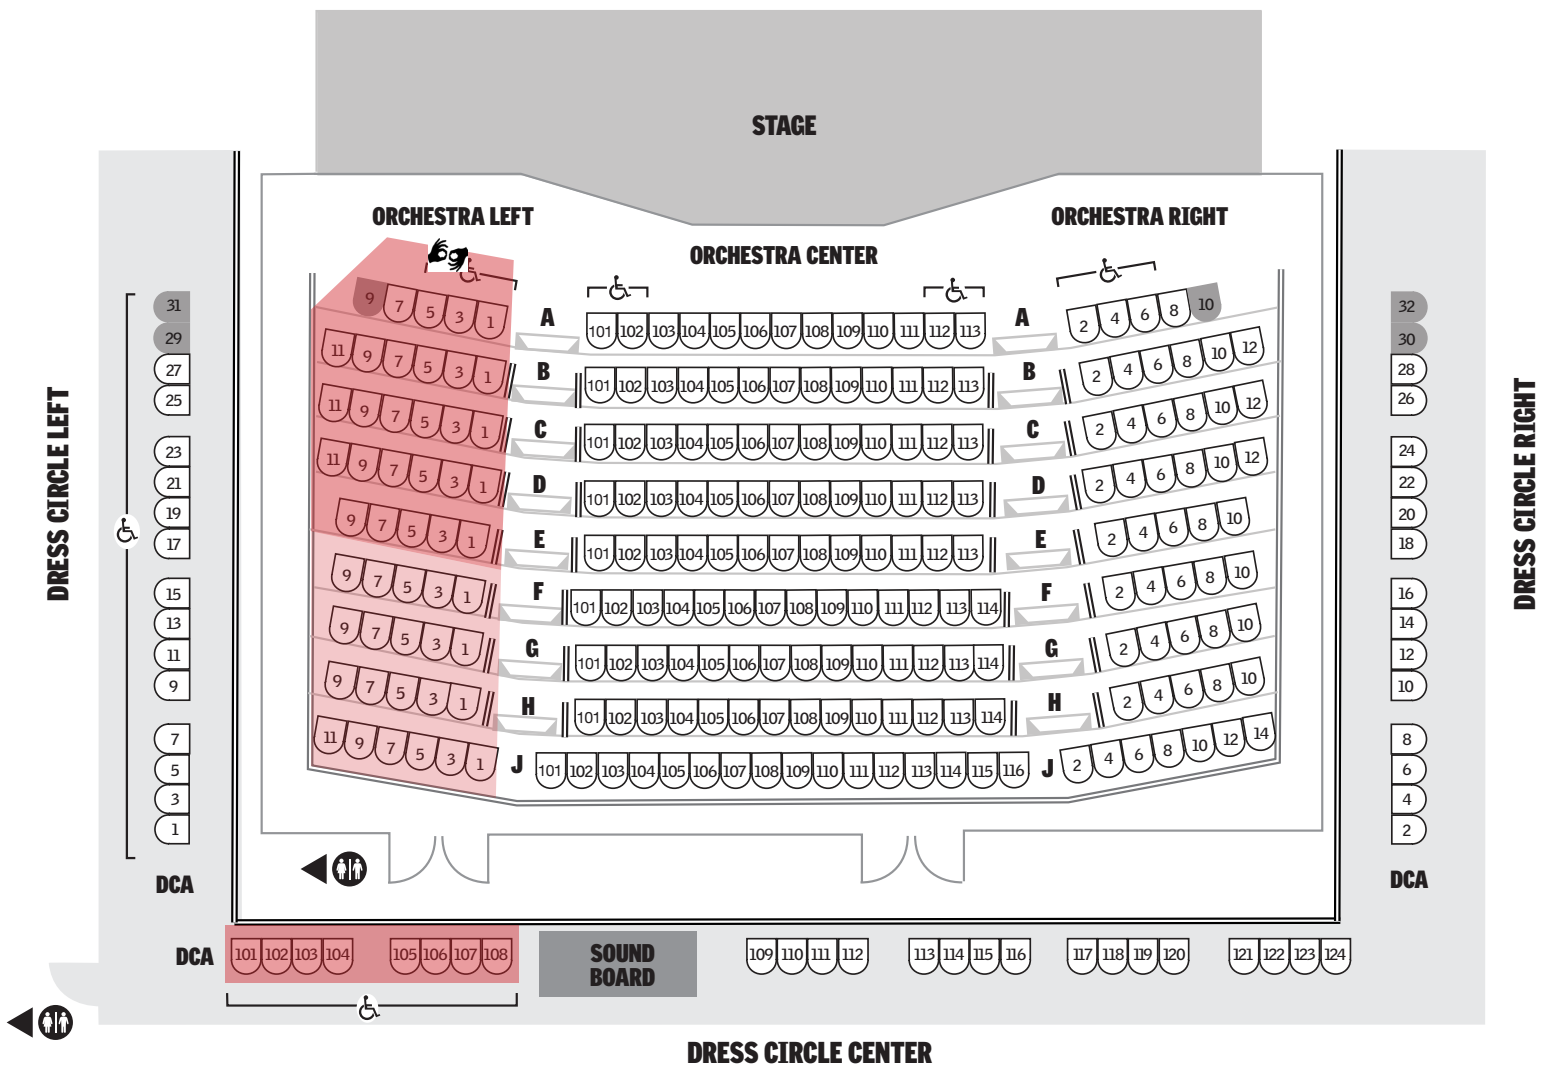 STAGE
ORCHESTRA LEFT
ORCHESTRA RIGHT
ORCHESTRA CENTER
9 7 5 3 1 A 101 102 103 104 105 106 107 108 109 110 111 112 113 A 2 4 6 8 10
11 9 7 5 3 1 B 101 102 103 104 105 106 107 108 109 110 111 112 113 B 2 4 6 8 10 12
11 9 7 5 3 1 C 101 102 103 104 105 106 107 108 109 110 111 112 113 C 2 4 6 8 10 12
11 9 7 5 3 1 D 101 102 103 104 105 106 107 108 109 110 111 112 113 D 2 4 6 8 10 12
9 7 5 3 1 E 101 102 103 104 105 106 107 108 109 110 111 112 113 E 2 4 6 8 10
9 7 5 3 1 F 101 102 103 104 105 106 107 108 109 110 111 112 113 114 F 2 4 6 8 10
9 7 5 3 1 G 101 102 103 104 105 106 107 108 109 110 111 112 113 114 G 2 4 6 8 10
9 7 5 3 1 H 101 102 103 104 105 106 107 108 109 110 111 112 113 114 H 2 4 6 8 10
11 9 7 5 3 1 J 101 102 103 104 105 106 107 108 109 110 111 112 113 114 115 116 J 2 4 6 8 10 12 14
DRESS CIRCLE LEFT
31
29
27
25
23
21
19
17
15
13
11
9
7
5
3
1
DCA
DRESS CIRCLE RIGHT
32
30
28
26
24
22
20
18
16
14
12
10
8
6
4
2
DCA
DCA 101 102 103 104 105 106 107 108
SOUND
BOARD
109 110 111 112 113 114 115 116 117 118 119 120 121 122 123 124
DRESS CIRCLE CENTER